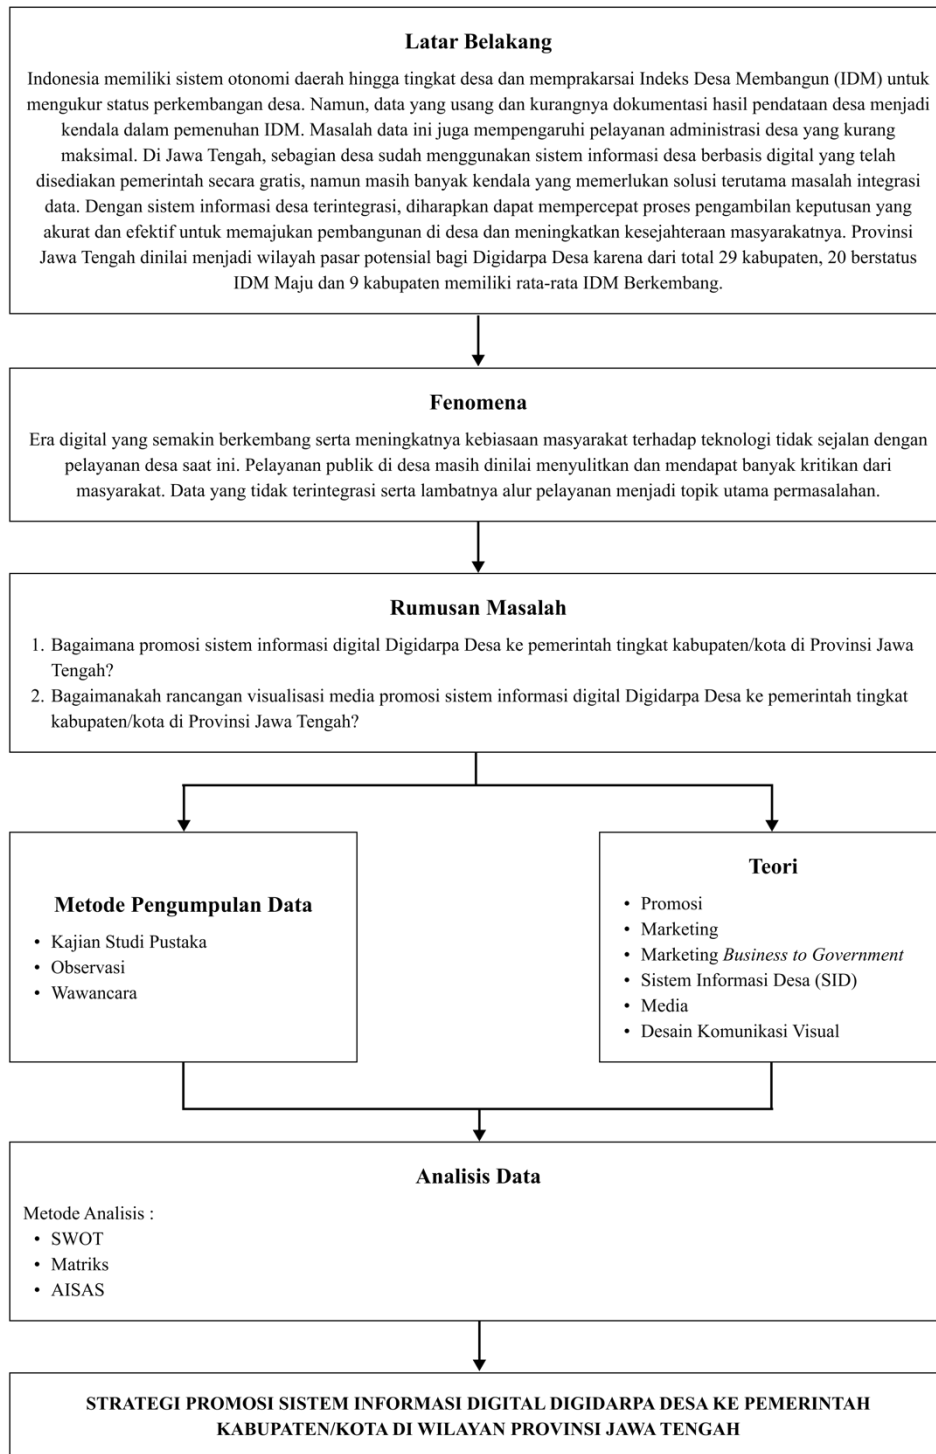 Latar Belakang
Indonesia memiliki sistem otonomi daerah hingga tingkat desa dan memprakarsai Indeks Desa Membangun (IDM) untuk
mengukur status perkembangan desa. Namun, data yang usang dan kurangnya dokumentasi hasil pendataan desa menjadi
kendala dalam pemenuhan IDM. Masalah data ini juga mempengaruhi pelayanan administrasi desa yang kurang
maksimal. Di Jawa Tengah, sebagian desa sudah menggunakan sistem informasi desa berbasis digital yang telah
disediakan pemerintah secara gratis, namun masih banyak kendala yang memerlukan solusi terutama masalah integrasi
data. Dengan sistem informasi desa terintegrasi, diharapkan dapat mempercepat proses pengambilan keputusan yang
akurat dan efektif untuk memajukan pembangunan di desa dan meningkatkan kesejahteraan masyarakatnya. Provinsi
Jawa Tengah dinilai menjadi wilayah pasar potensial bagi Digidarpa Desa karena dari total 29 kabupaten, 20 berstatus
IDM Maju dan 9 kabupaten memiliki rata-rata IDM Berkembang.
Fenomena
Era digital yang semakin berkembang serta meningkatnya kebiasaan masyarakat terhadap teknologi tidak sejalan dengan
pelayanan desa saat ini. Pelayanan publik di desa masih dinilai menyulitkan dan mendapat banyak kritikan dari
masyarakat. Data yang tidak terintegrasi serta lambatnya alur pelayanan menjadi topik utama permasalahan.
Rumusan Masalah
1. Bagaimana promosi sistem informasi digital Digidarpa Desa ke pemerintah tingkat kabupaten/kota di Provinsi Jawa
Tengah?
2. Bagaimanakah rancangan visualisasi media promosi sistem informasi digital Digidarpa Desa ke pemerintah tingkat
kabupaten/kota di Provinsi Jawa Tengah?
Metode Pengumpulan Data
• Kajian Studi Pustaka
• Observasi
• Wawancara
Teori
• Promosi
• Marketing
• Marketing Business to Government
• Sistem Informasi Desa (SID)
• Media
• Desain Komunikasi Visual
Analisis Data
Metode Analisis :
• SWOT
• Matriks
• AISAS
STRATEGI PROMOSI SISTEM INFORMASI DIGITAL DIGIDARPA DESA KE PEMERINTAH
KABUPATEN/KOTA DI WILAYAN PROVINSI JAWA TENGAH